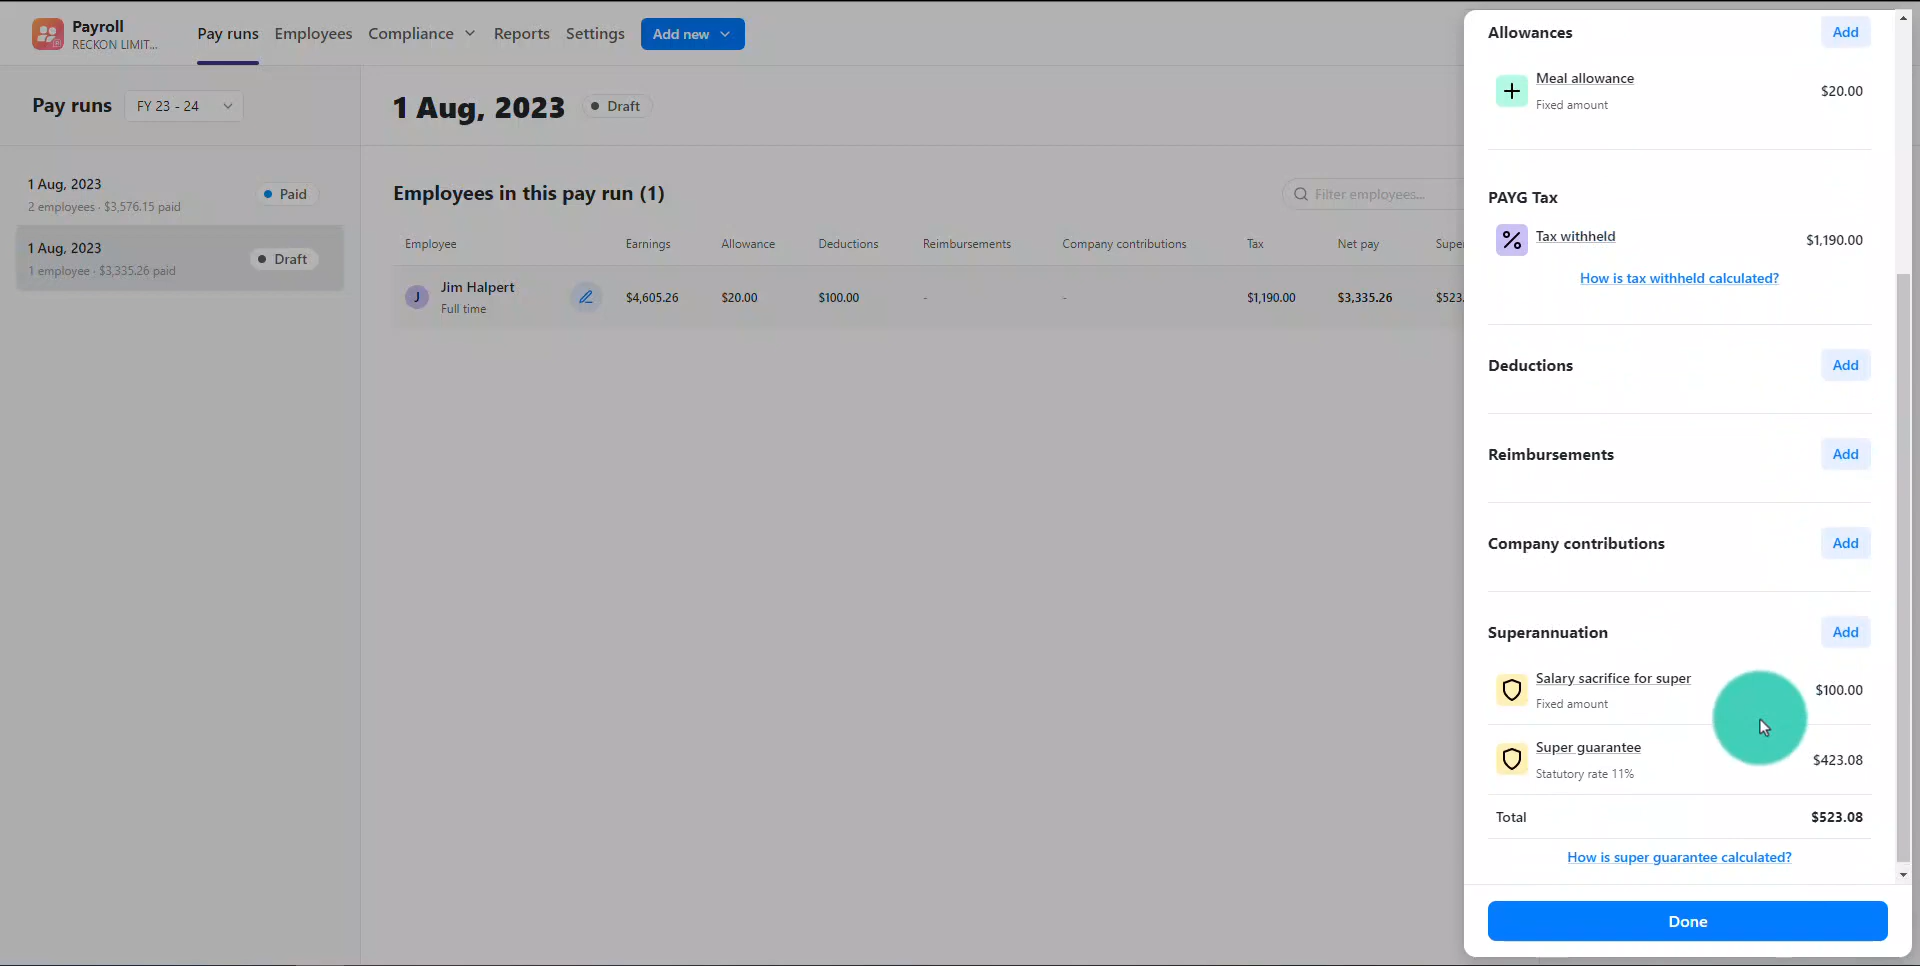 Payroll
RECKON LIMIT...
Pay runs
Employees
Compliance
Reports
Settings
Add new
Pay runs
FY 23 - 24
1 Aug, 2023
2 employees · $3,576.15 paid
Paid
1 Aug, 2023
1 employee · $3,335.26 paid
Draft
1 Aug, 2023
Draft
Employees in this pay run (1)
Filter employees...
Employee Earnings Allowance Deductions Reimbursements Company contributions Tax Net pay
J
Jim Halpert
Full time
$4,605.26 $20.00 $100.00 - - $1,190.00 $3,335.26 $523.
Allowances
Add
Meal allowance
Fixed amount
$20.00
PAYG Tax
Tax withheld
$1,190.00
How is tax withheld calculated?
Deductions
Add
Reimbursements
Add
Company contributions
Add
Superannuation
Add
Salary sacrifice for super
Fixed amount
$100.00
Super guarantee
Statutory rate 11%
$423.08
Total
$523.08
How is super guarantee calculated?
Done